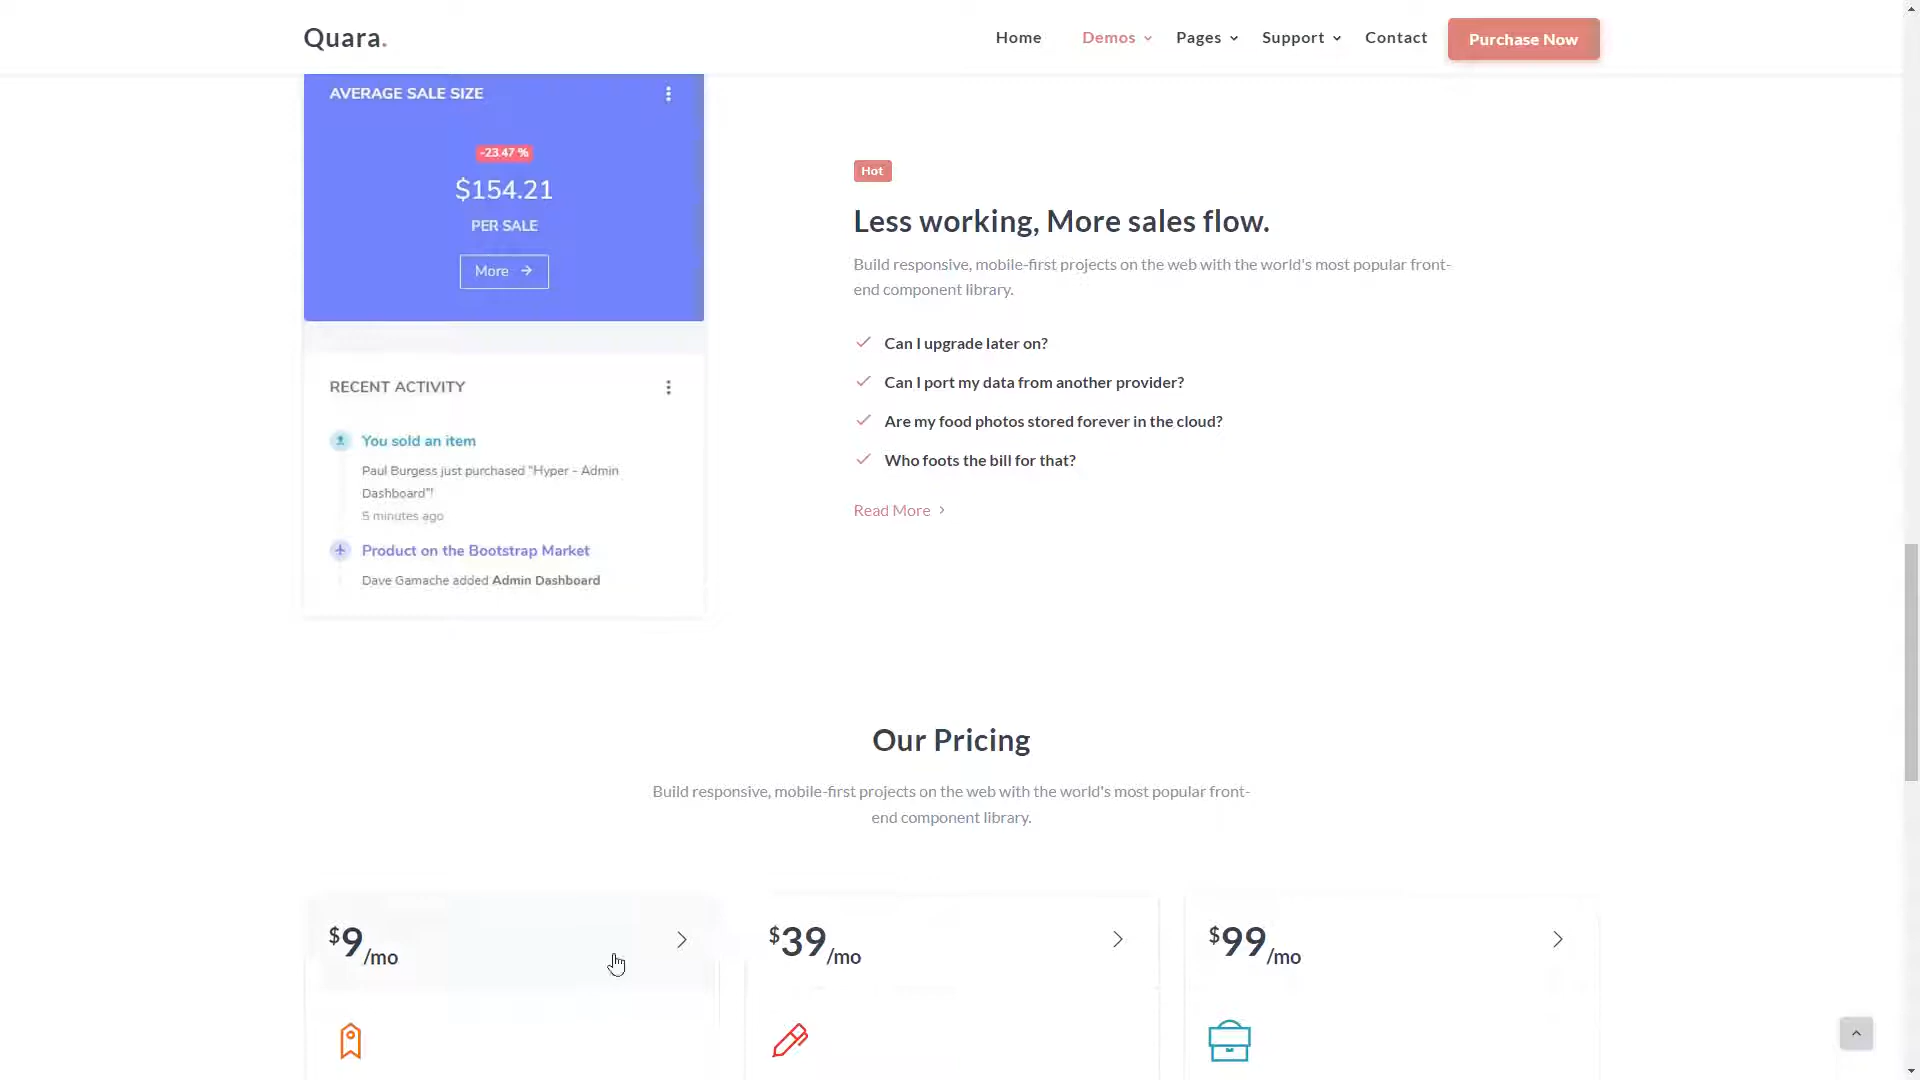 Quara.
Home
Demos
Pages
Support
Contact
Purchase Now
AVERAGE SALE SIZE
-23.47 %
$154.21
PER SALE
More
RECENT ACTIVITY
You sold an item
Paul Burgess just purchased "Hyper - Admin
Dashboard"!
5 minutes ago
Product on the Bootstrap Market
Dave Gamache added Admin Dashboard
Hot
Less working, More sales flow.
Build responsive, mobile-first projects on the web with the world's most popular front-
end component library.
Can I upgrade later on?
Can I port my data from another provider?
Are my food photos stored forever in the cloud?
Who foots the bill for that?
Read More
Our Pricing
Build responsive, mobile-first projects on the web with the world's most popular front-
end component library.
$9/mo
$39/mo
$99/mo